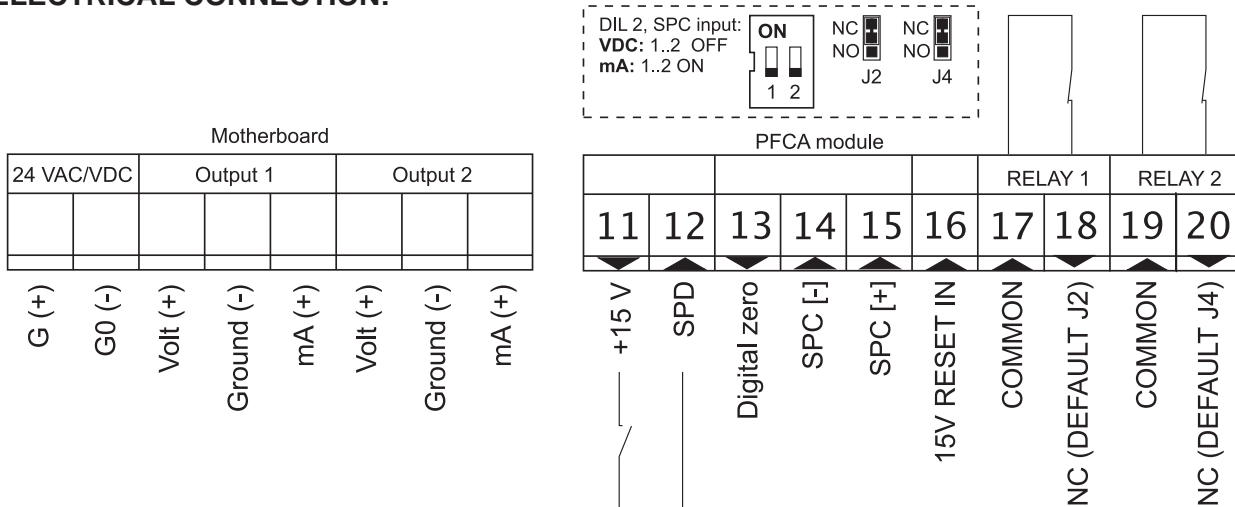 ELECTRICAL CONNECTION:
DIL 2, SPC input:
VDC: 1..2 OFF
mA: 1..2 ON
ON
1 2
NC
NO
J2
NC
NO
J4
Motherboard
24 VAC/VDC Output 1 Output 2
G (+)
G0 (-)
Volt (+)
Ground (-)
mA (+)
Volt (+)
Ground (-)
mA (+)
PFCA module
RELAY 1 RELAY 2
11 12 13 14 15 16 17 18 19 20
+15 V
SPD
Digital zero
SPC [-]
SPC [+]
15V RESET IN
COMMON
NC (DEFAULT J2)
COMMON
NC (DEFAULT J4)